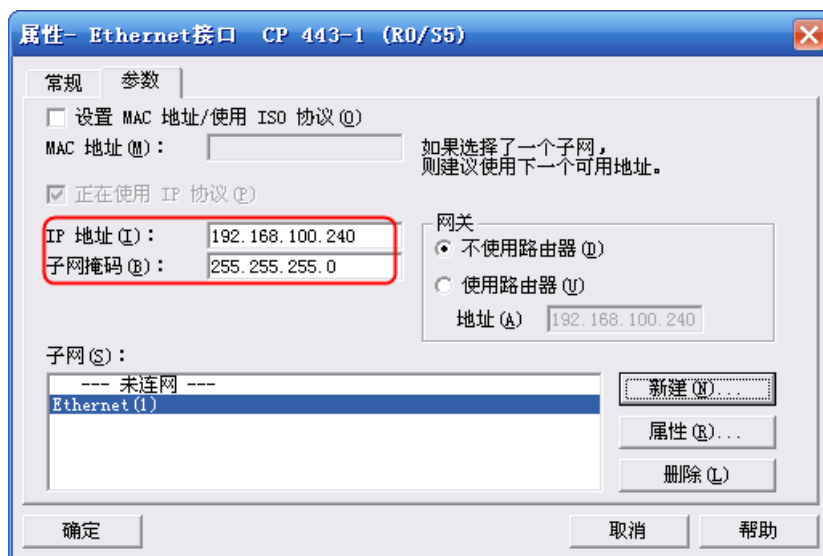 属性- Ethernet接口  CP 443-1 (R0/S5)
常规
参数
设置 MAC 地址/使用 ISO 协议(O)
MAC 地址(M):
如果选择了一个子网,
则建议使用下一个可用地址。
正在使用 IP 协议(P)
IP 地址(I): 192.168.100.240
子网掩码(B): 255.255.255.0
网关
不使用路由器(D)
使用路由器(U)
地址(A) 192.168.100.240
子网(S):
--- 未连网 ---
Ethernet(1)
新建(N)...
属性(R)...
删除(L)
确定
取消
帮助